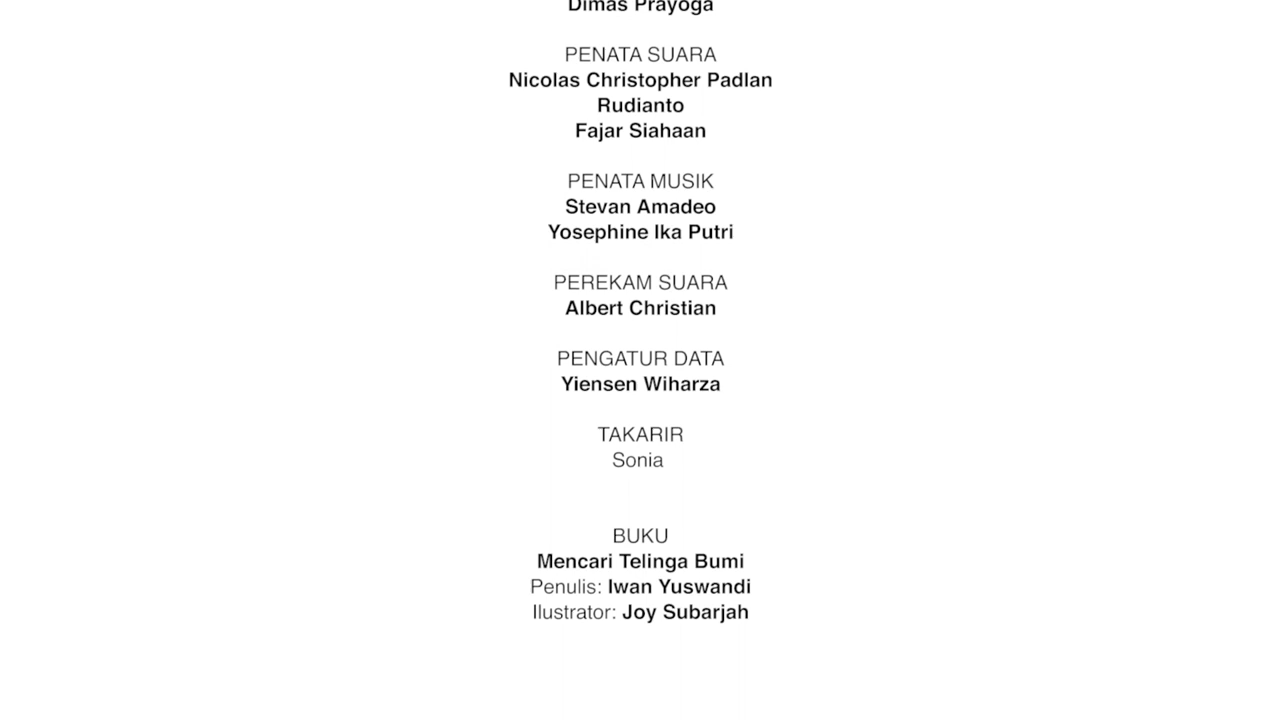 Dimas Prayoga
PENATA SUARA
Nicolas Christopher Padlan
Rudianto
Fajar Siahaan
PENATA MUSIK
Stevan Amadeo
Yosephine Ika Putri
PEREKAM SUARA
Albert Christian
PENGATUR DATA
Yiensen Wiharza
TAKARIR
Sonia
BUKU
Mencari Telinga Bumi
Penulis: Iwan Yuswandi
Ilustrator: Joy Subarjah